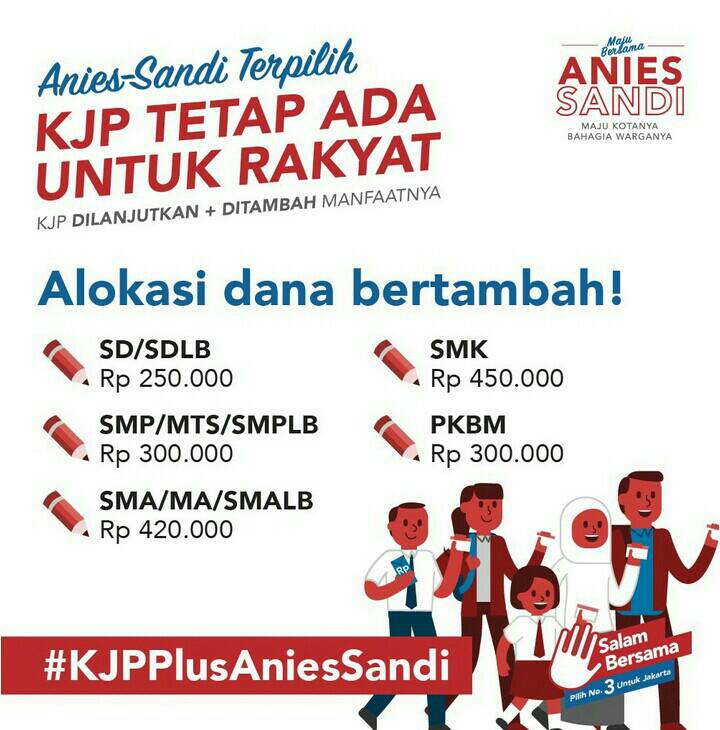 Anies-Sandi Terpilih
KJP TETAP ADA
UNTUK RAKYAT
KJP DILANJUTKAN + DITAMBAH MANFAATNYA
Maju
Bersama
ANIES
SANDI
MAJU KOTANYA
BAHAGIA WARGANYA
Alokasi dana bertambah!
SD/SDLB
Rp 250.000
SMP/MTS/SMPLB
Rp 300.000
SMA/MA/SMALB
Rp 420.000
SMK
Rp 450.000
PKBM
Rp 300.000
Rp
#KJPPlusAniesSandi
Salam
Bersama
Pilih No. 3 Untuk Jakarta